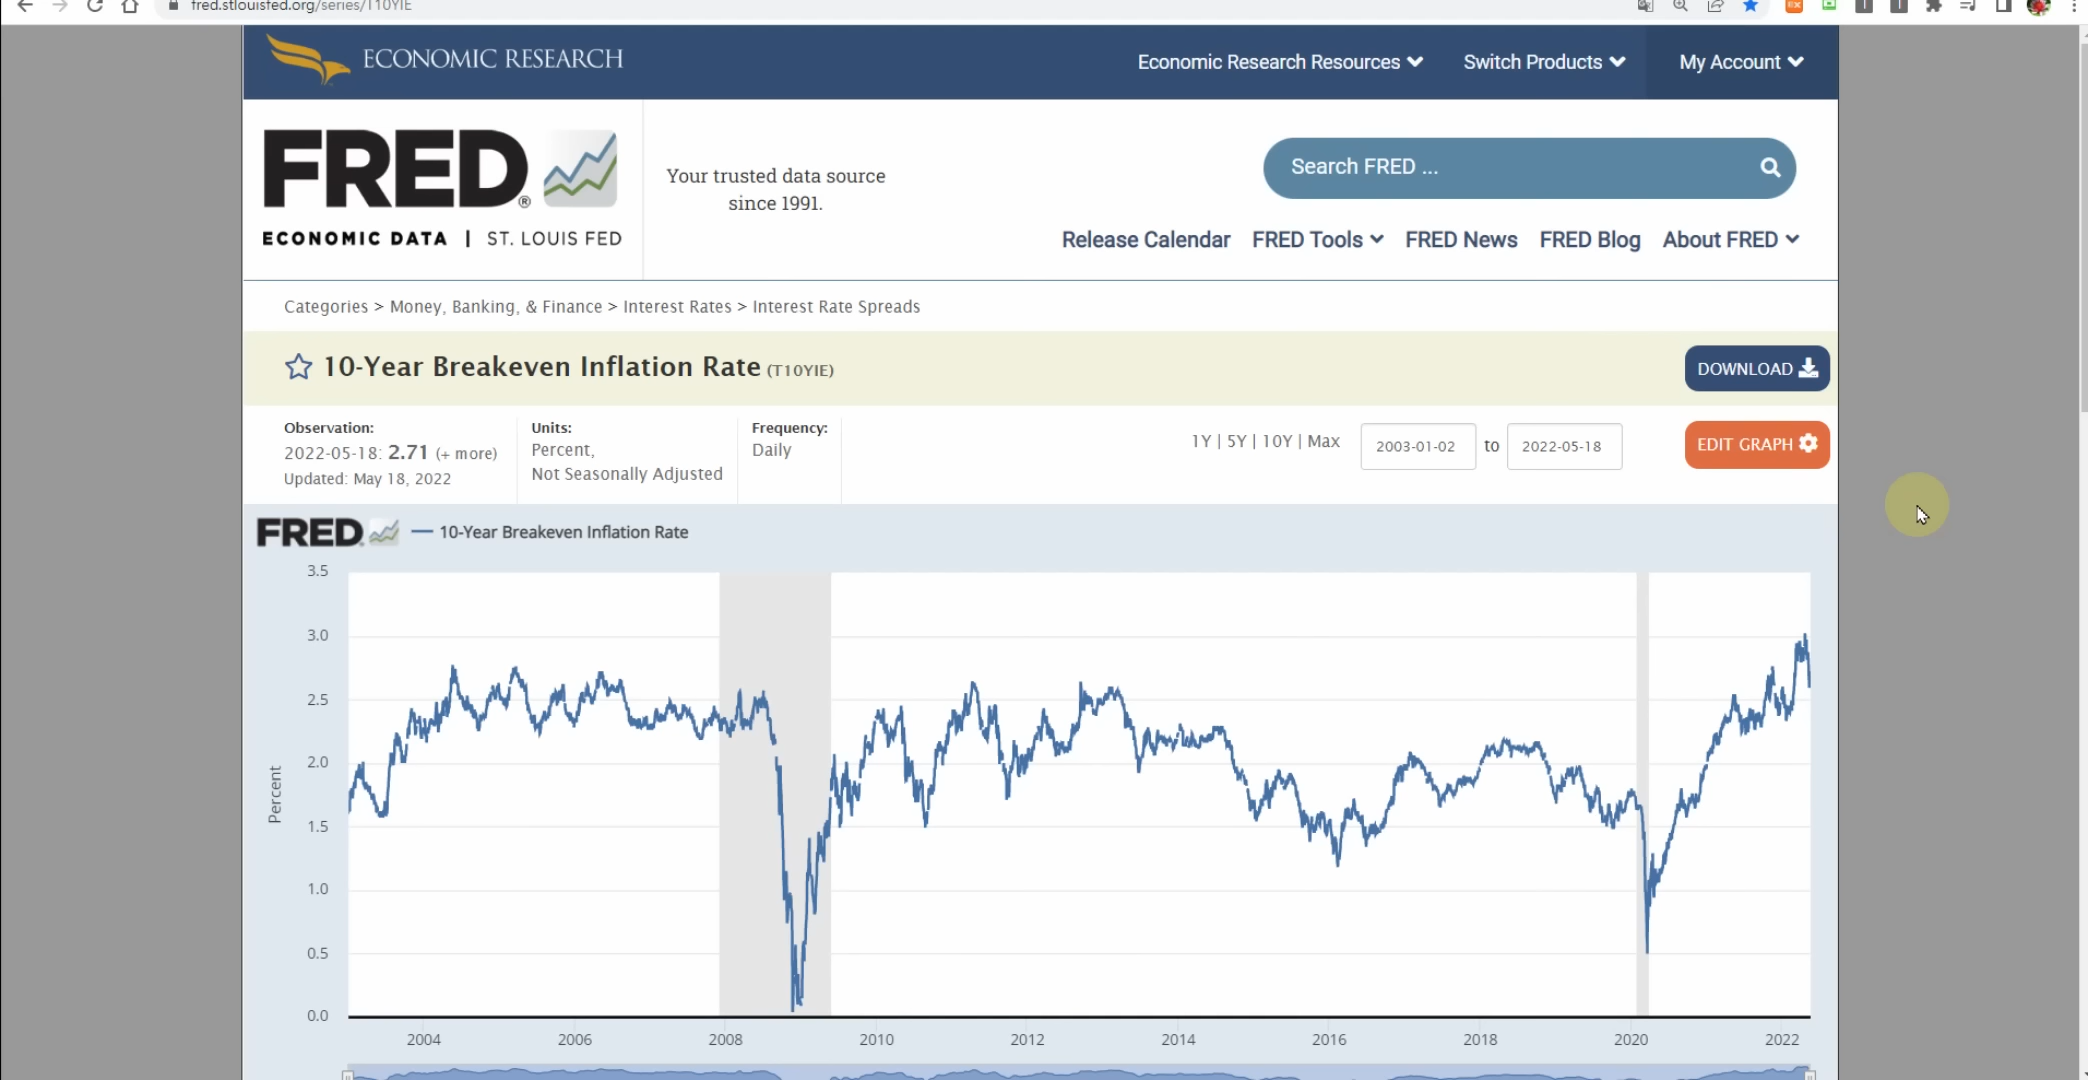 fred.stlouisfed.org/series/T10YIE
ECONOMIC RESEARCH
Economic Research Resources
Switch Products
My Account
FRED®
ECONOMIC DATA | ST. LOUIS FED
Your trusted data source
since 1991.
Search FRED ...
Release Calendar
FRED Tools
FRED News
FRED Blog
About FRED
Categories > Money, Banking, & Finance > Interest Rates > Interest Rate Spreads
10-Year Breakeven Inflation Rate (T10YIE)
DOWNLOAD
Observation:
2022-05-18: 2.71 (+ more)
Updated: May 18, 2022
Units:
Percent,
Not Seasonally Adjusted
Frequency:
Daily
1Y | 5Y | 10Y | Max
2003-01-02 to 2022-05-18
EDIT GRAPH
FRED 10-Year Breakeven Inflation Rate
3.5
3.0
2.5
2.0
1.5
1.0
0.5
0.0
Percent
2004 2006 2008 2010 2012 2014 2016 2018 2020 2022